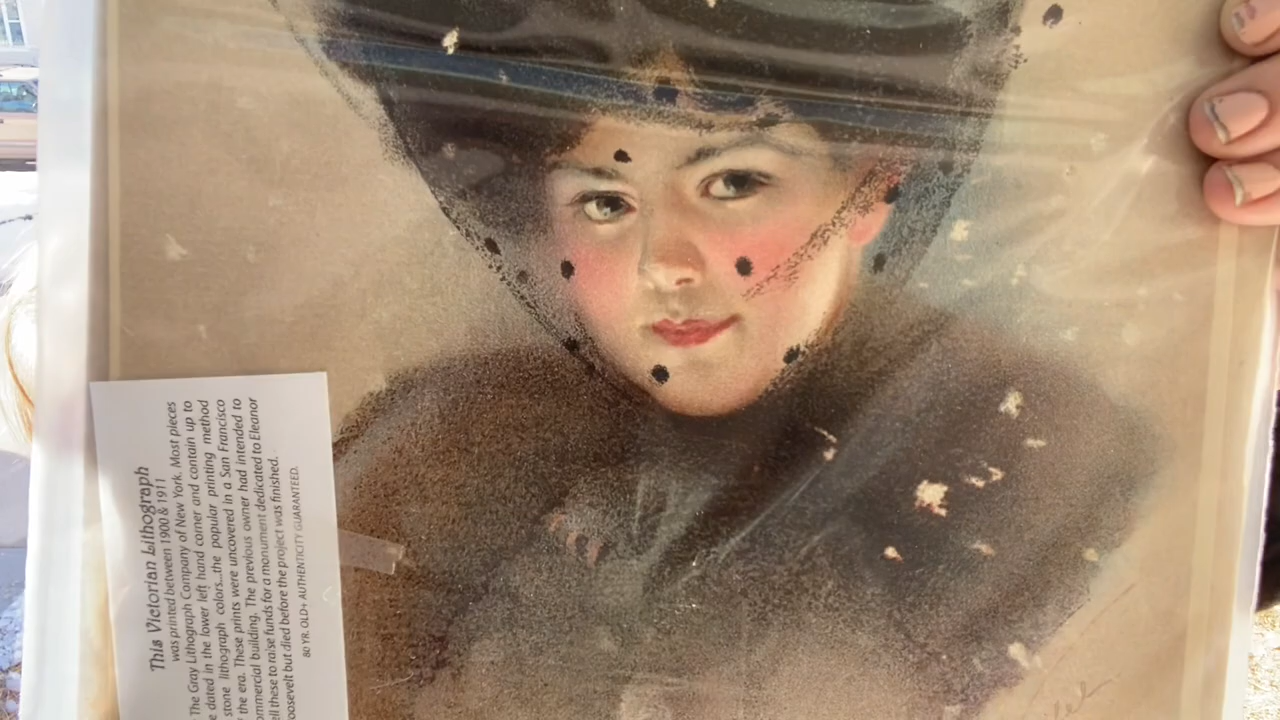 This Victorian Lithograph
was printed between 1900 & 1911
The Gray Lithograph Company of New York. Most pieces
dated in the lower left hand corner and contain up to
stone lithograph colors...the popular printing method
the era. These prints were uncovered in a San Francisco
ommercial building. The previous owner had intended to
ll these to raise funds for a monument dedicated to Eleanor
oosevelt but died before the project was finished.
80 YR. OLD+ AUTHENTICITY GUARANTEED.